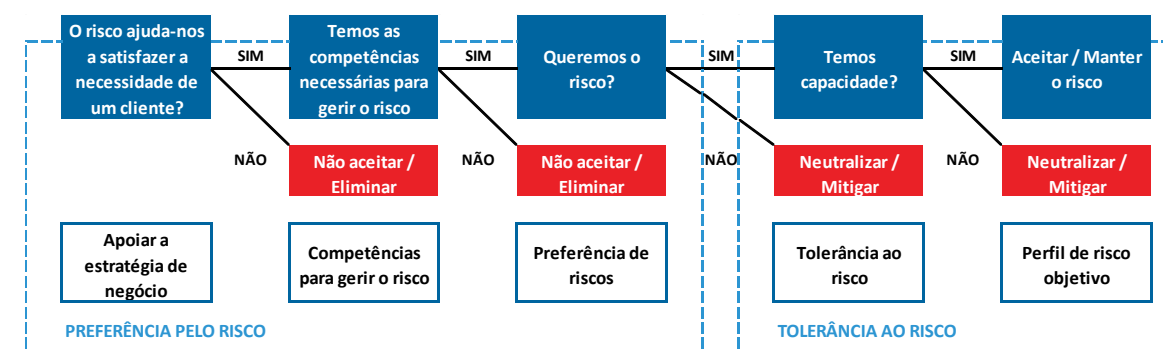 O risco ajuda-nos
a satisfazer a
necessidade de
um cliente?
SIM
Temos as
competências
necessárias para
gerir o risco
SIM
Queremos o
risco?
SIM
Temos
capacidade?
SIM
Aceitar / Manter
o risco
NÃO
Não aceitar /
Eliminar
NÃO
Não aceitar /
Eliminar
NÃO
Neutralizar /
Mitigar
NÃO
Neutralizar /
Mitigar
Apoiar a
estratégia de
negócio
Competências
para gerir o risco
Preferência de
riscos
Tolerância ao
risco
Perfil de risco
objetivo
PREFERÊNCIA PELO RISCO
TOLERÂNCIA AO RISCO